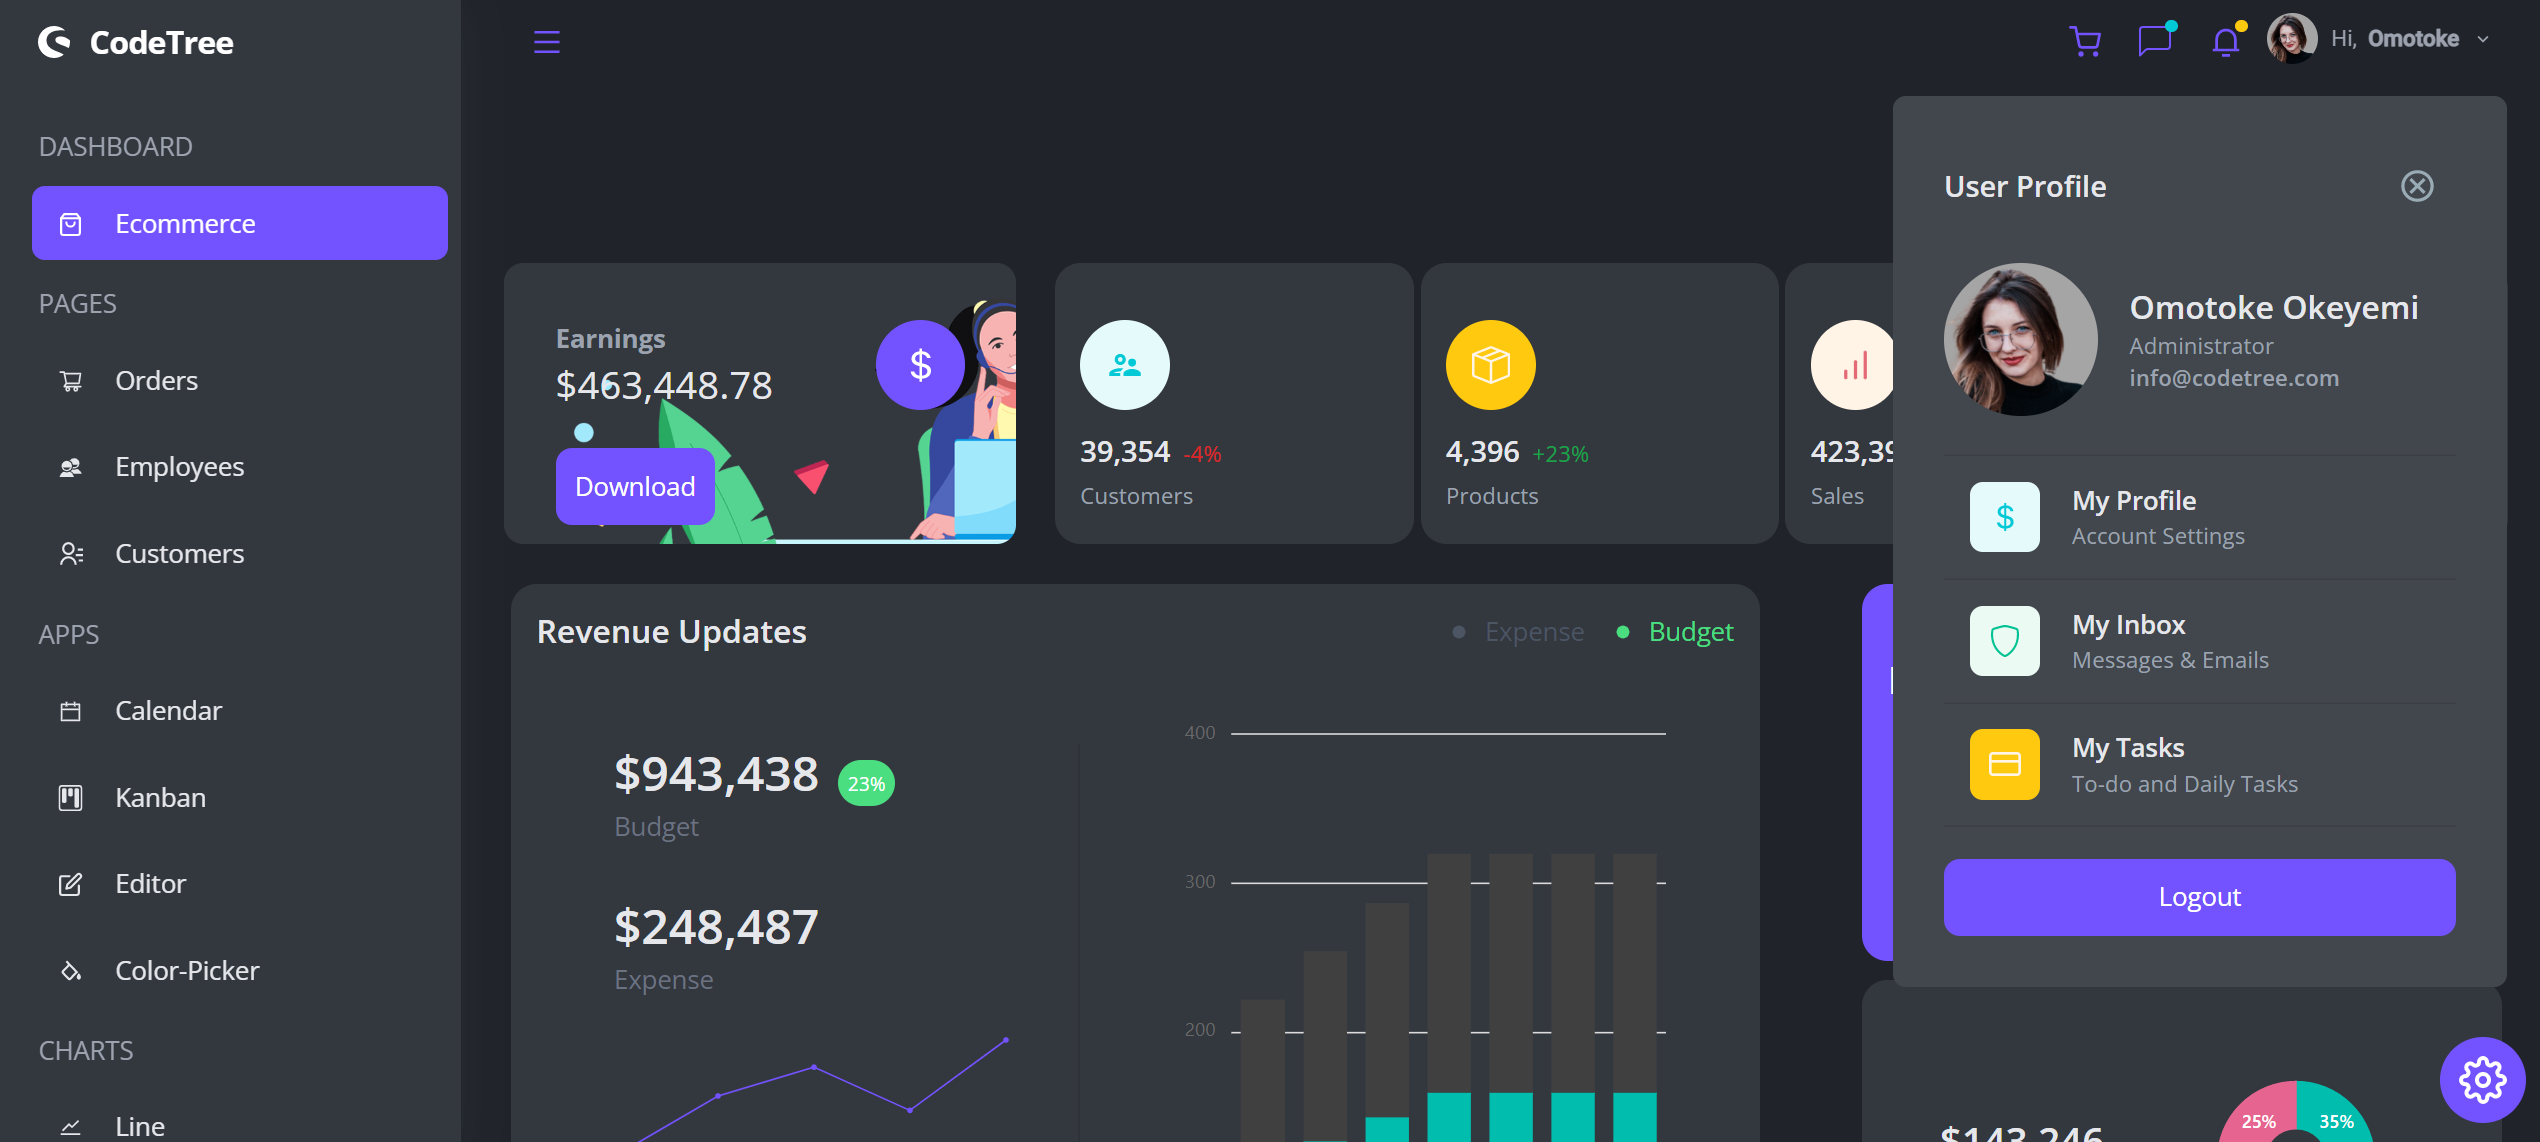 CodeTree
Hi, Omotoke
DASHBOARD
Ecommerce
PAGES
Orders
Employees
Customers
APPS
Calendar
Kanban
Editor
Color-Picker
CHARTS
Line
Earnings
$463,448.78
$
Download
39,354 -4%
Customers
4,396 +23%
Products
423,39
Sales
Revenue Updates
Expense
Budget
$943,438 23%
Budget
$248,487
Expense
400
300
200
User Profile
Omotoke Okeyemi
Administrator
info@codetree.com
$
My Profile
Account Settings
My Inbox
Messages & Emails
My Tasks
To-do and Daily Tasks
Logout
$143,246
25%
35%